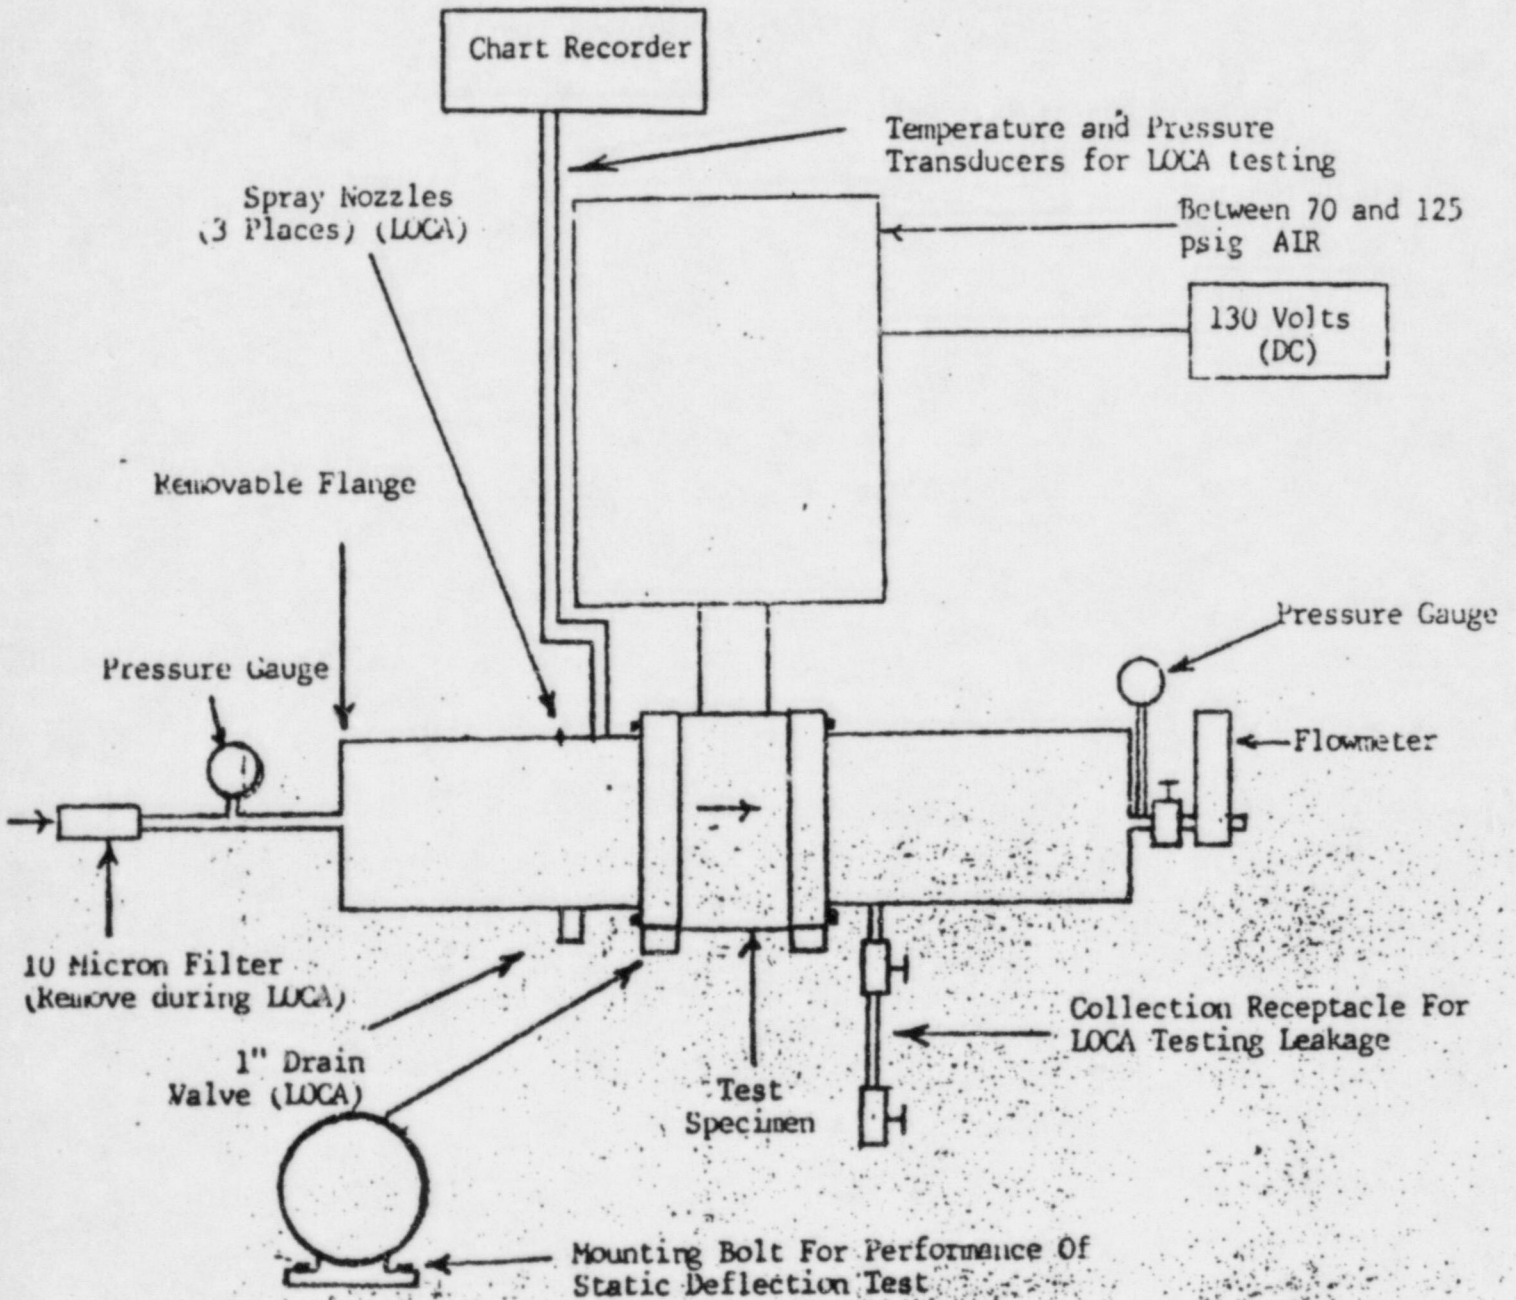 Chart Recorder
Temperature and Pressure
Transducers for LOCA testing
Spray Nozzles
(3 Places) (LOCA)
Between 70 and 125
psig AIR
130 Volts
(DC)
Removable Flange
Pressure Gauge
Pressure Gauge
Flowmeter
10 Micron Filter
(Remove during LOCA)
1" Drain
Valve (LOCA)
Test
Specimen
Collection Receptacle For
LOCA Testing Leakage
Mounting Bolt For Performance Of
Static Deflection Test